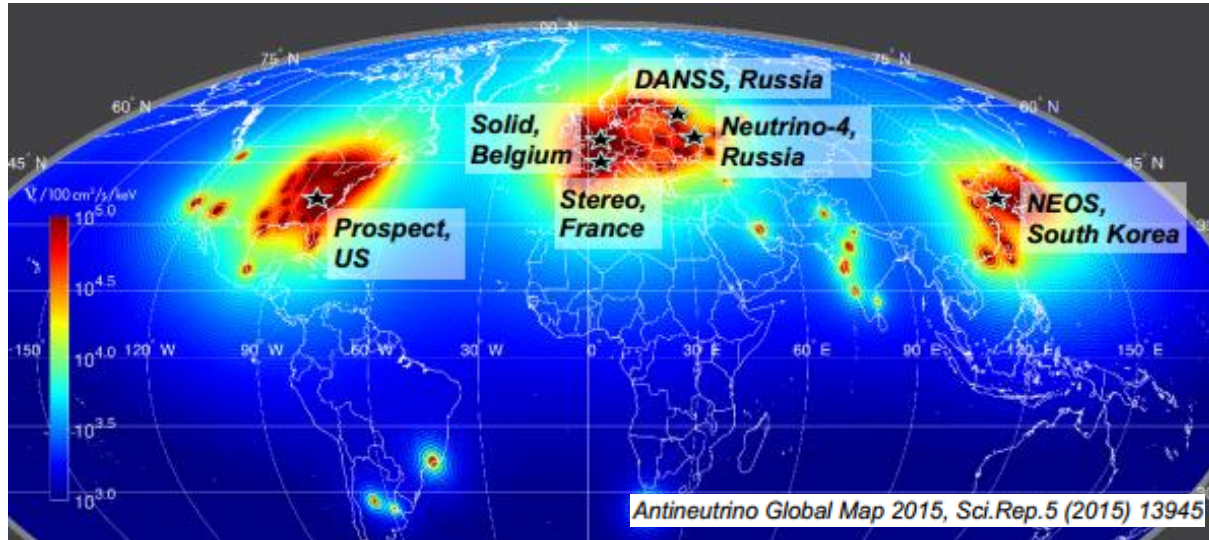 90° N
75° N
75° N
60° N
60° N
45° N
45° N
DANSS, Russia
Solid,
Belgium
Neutrino-4,
Russia
Stereo,
France
Prospect,
US
NEOS,
South Korea
/100 cm²/s/keV
10^5.0
10^4.5
10^4.0
10^3.5
10^3.0
-150°
120° W
90° W
60° W
30° W
0°
30° E
60° E
90° E
120° E
150° E
Antineutrino Global Map 2015, Sci.Rep.5 (2015) 13945